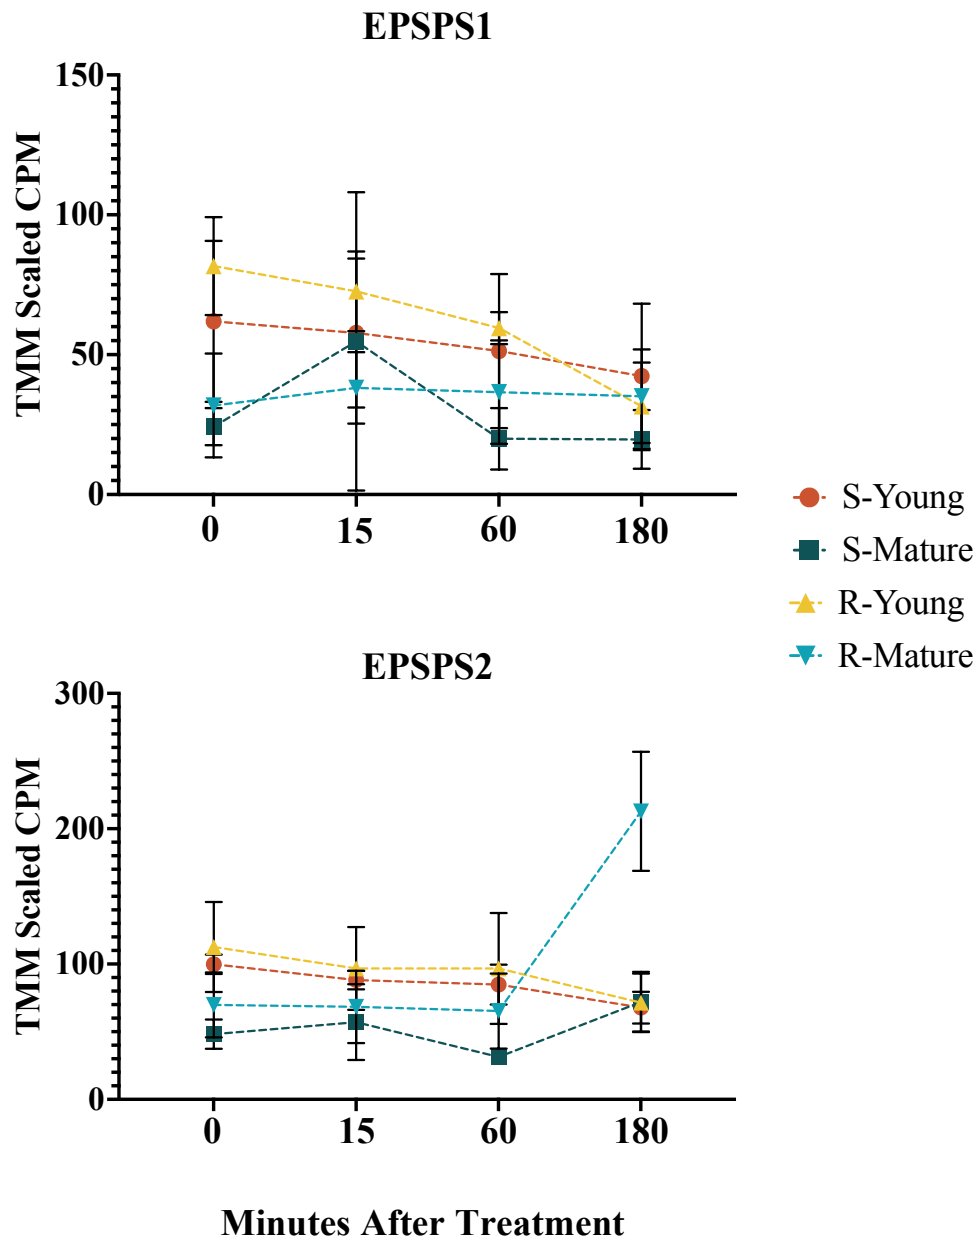 EPSPS1
TMM Scaled CPM
150
100
50
0
0 15 60 180
S-Young
S-Mature
R-Young
R-Mature
EPSPS2
TMM Scaled CPM
300
200
100
0
0 15 60 180
Minutes After Treatment